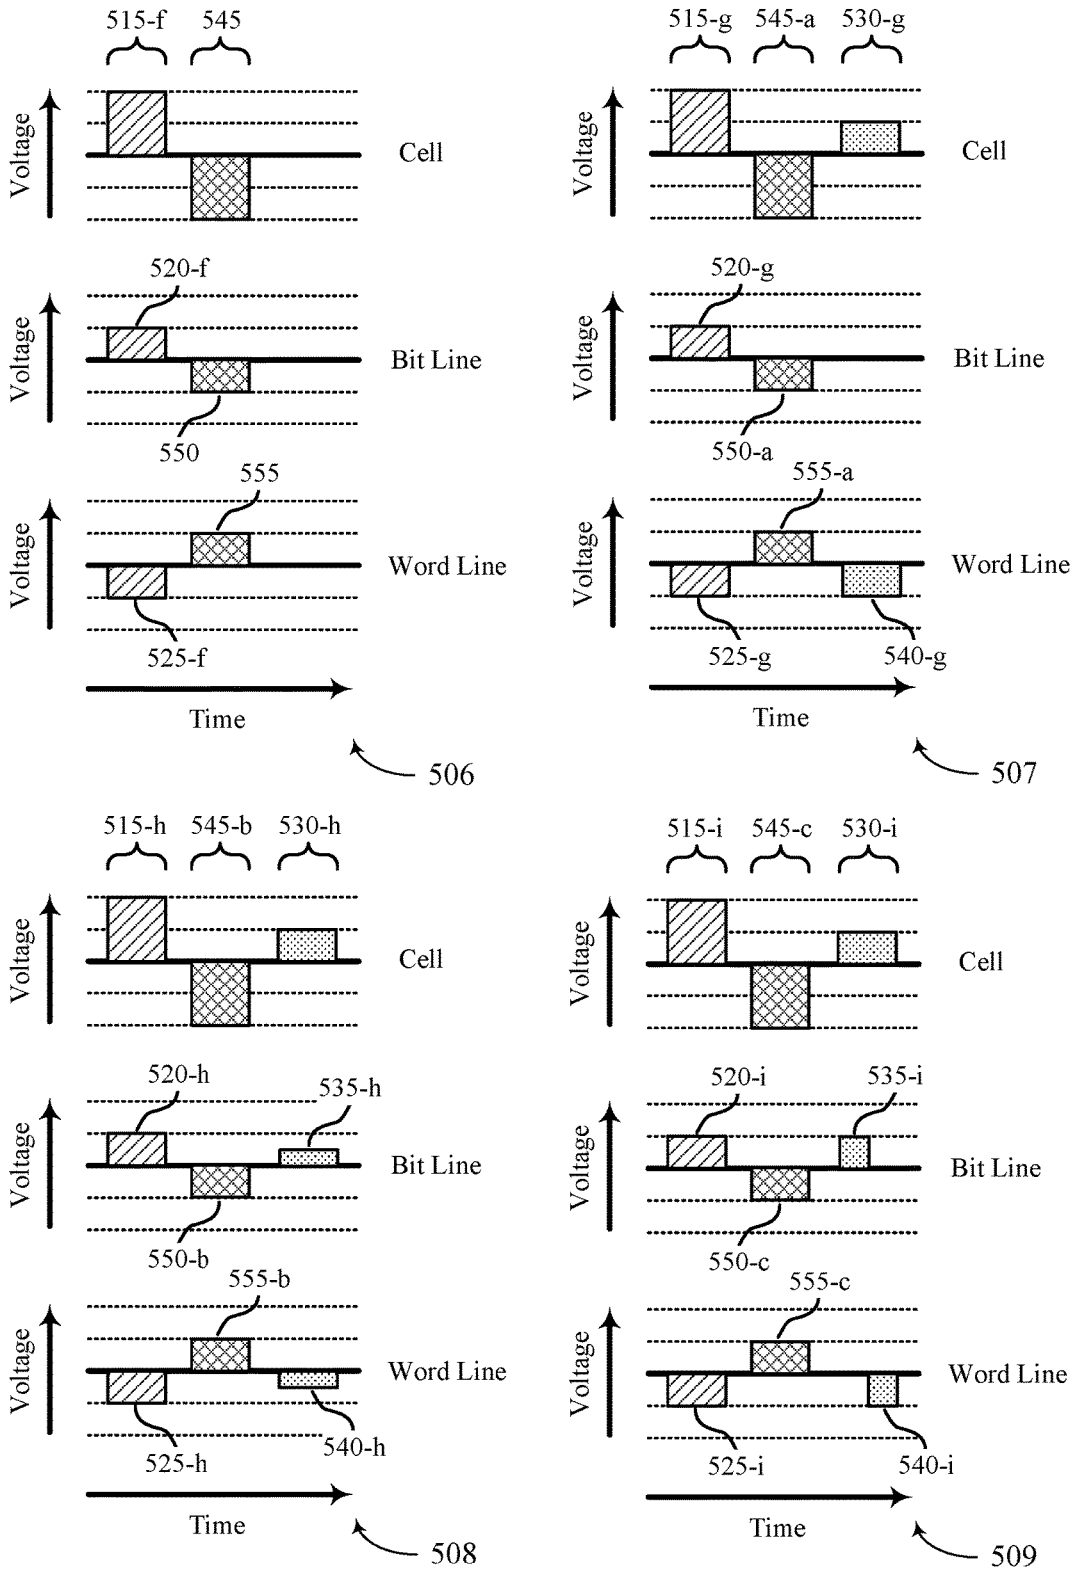 515-f 545
Voltage
Cell
520-f
Voltage
Bit Line
550
555
Voltage
Word Line
525-f
Time
506
515-g 545-a 530-g
Voltage
Cell
520-g
Voltage
Bit Line
550-a
555-a
Voltage
Word Line
525-g 540-g
Time
507
515-h 545-b 530-h
Voltage
Cell
520-h 535-h
Voltage
Bit Line
550-b
555-b
Voltage
Word Line
525-h 540-h
Time
508
515-i 545-c 530-i
Voltage
Cell
520-i 535-i
Voltage
Bit Line
550-c
555-c
Voltage
Word Line
525-i 540-i
Time
509